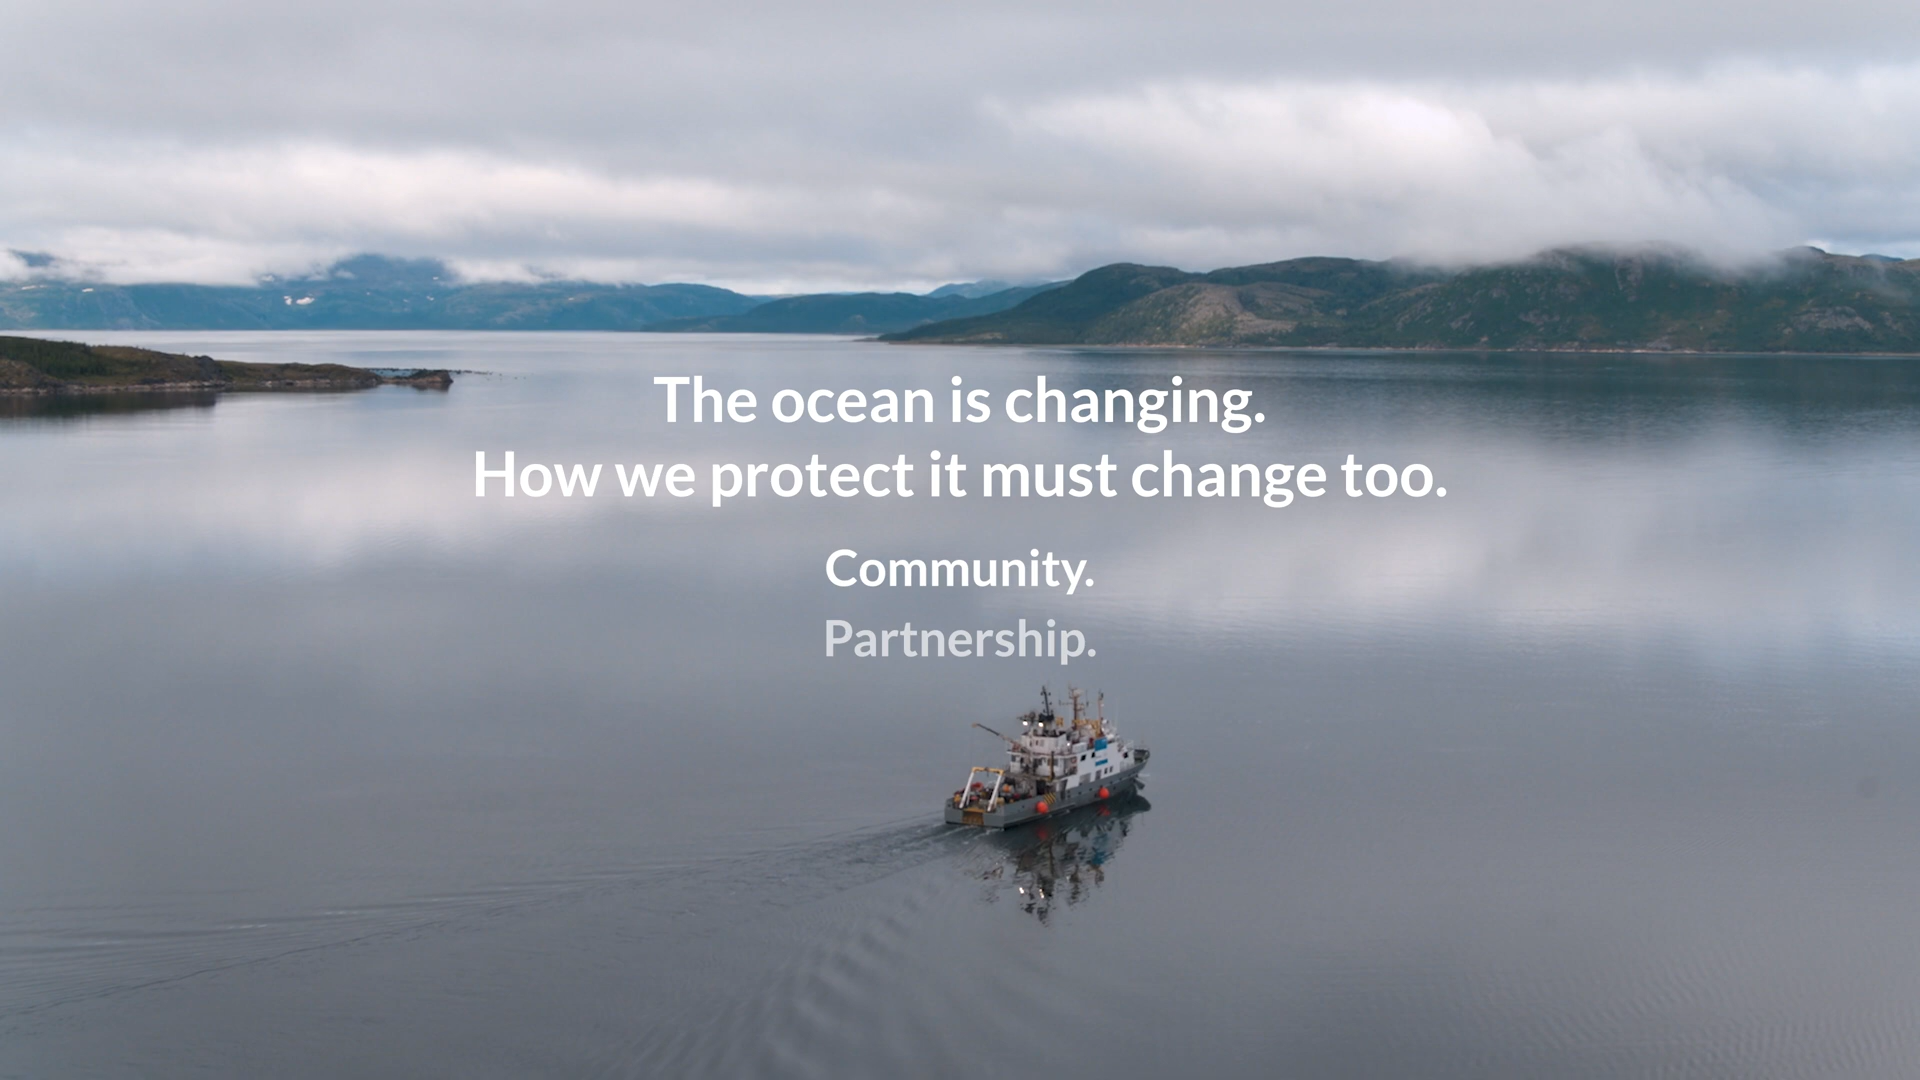 The ocean is changing.
How we protect it must change too.
Community.
Partnership.